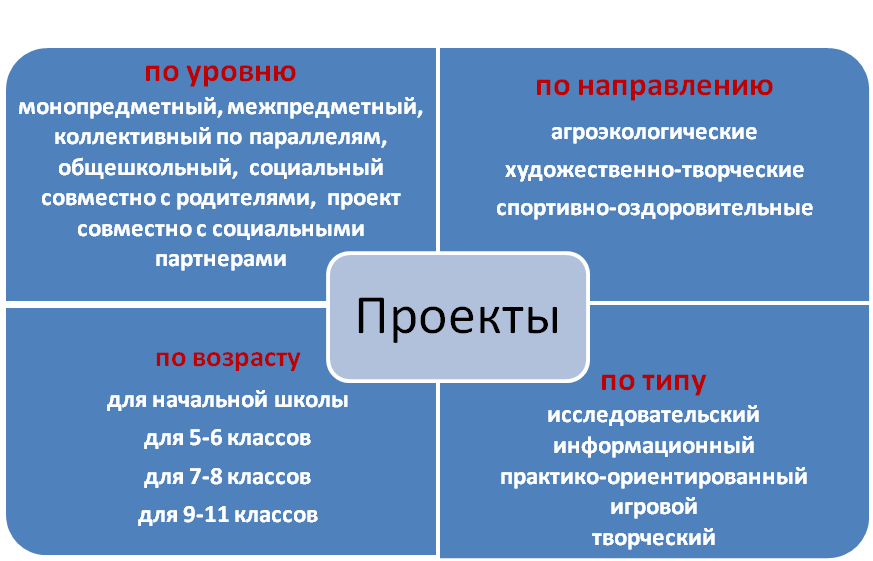 по уровню
монопредметный, межпредметный,
коллективный по параллелям,
общешкольный, социальный
совместно с родителями, проект
совместно с социальными
партнерами
по направлению
агроэкологические
художественно-творческие
спортивно-оздоровительные
Проекты
по возрасту
для начальной школы
для 5-6 классов
для 7-8 классов
для 9-11 классов
по типу
исследовательский
информационный
практико-ориентированный
игровой
творческий